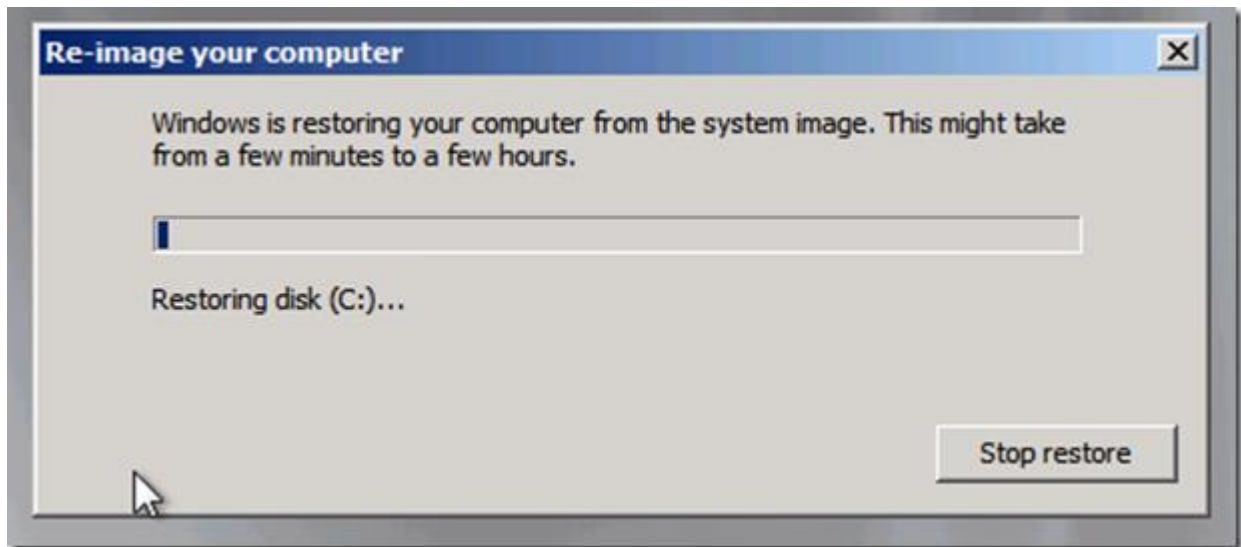 Re-image your computer
Windows is restoring your computer from the system image. This might take
from a few minutes to a few hours.
Restoring disk (C:)...
Stop restore